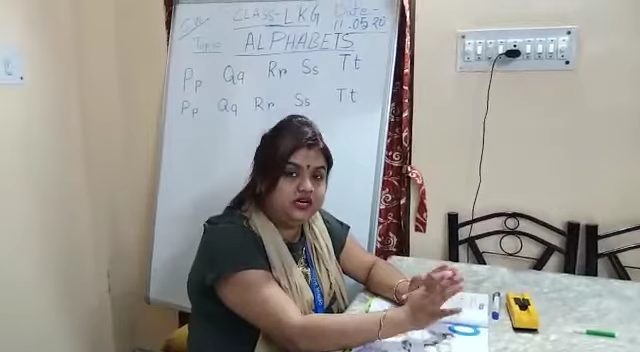 CLASS-LKG Date-
11.05.20
Topic ALPHABETS
Pp Qq Rr Ss Tt
Pp Qq Rr Ss Tt